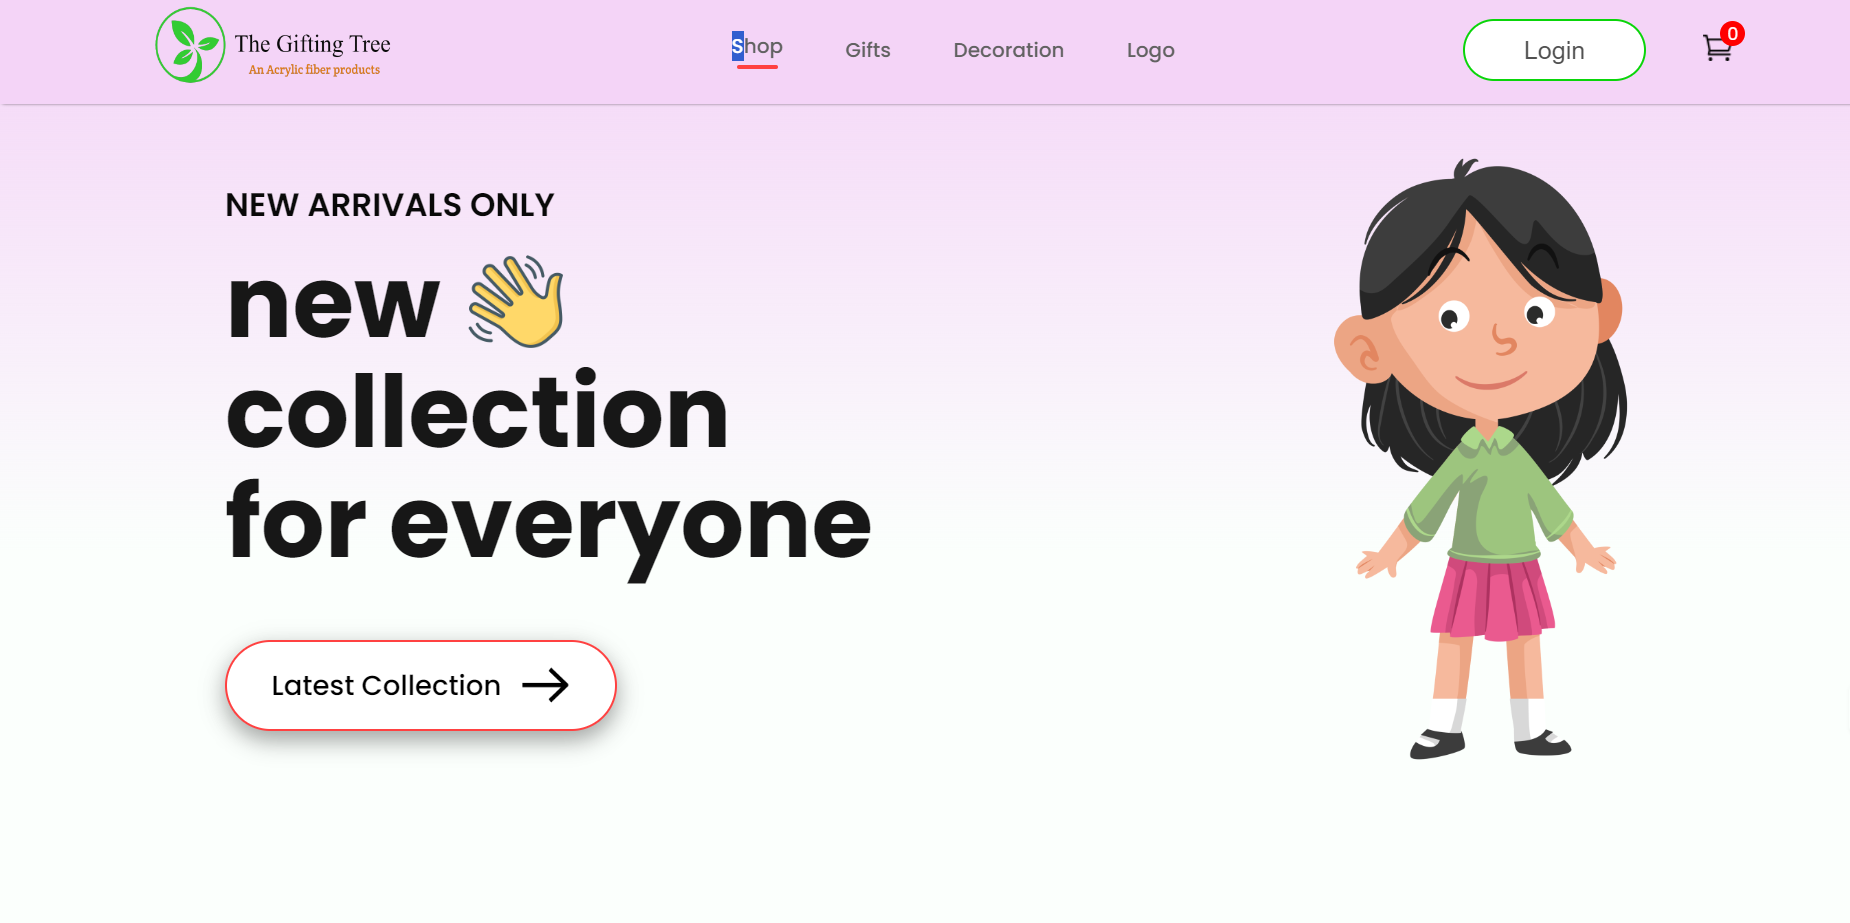 The Gifting Tree
An Acrylic fiber products
Shop
Gifts
Decoration
Logo
Login
0
NEW ARRIVALS ONLY
new
collection
for everyone
Latest Collection